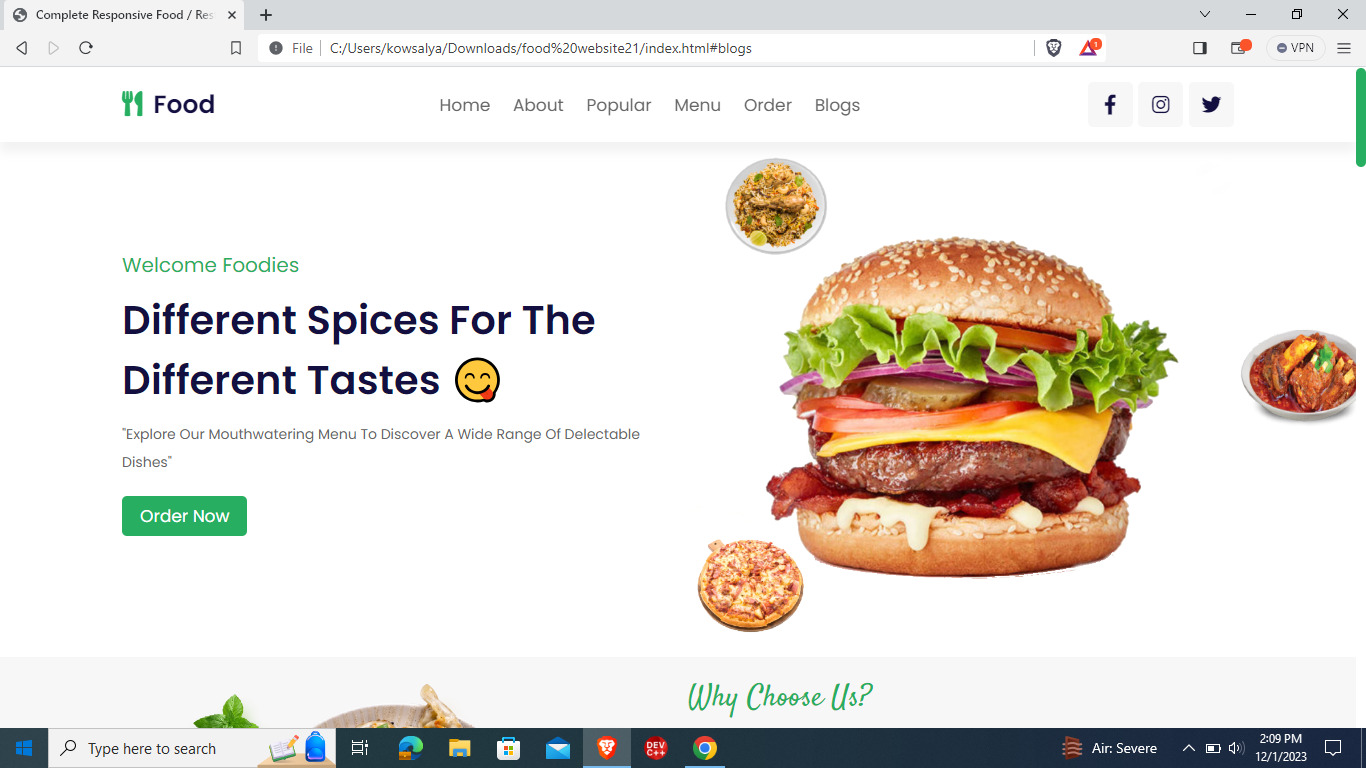 Complete Responsive Food / Res
File
C:/Users/kowsalya/Downloads/food%20website21/index.html#blogs
1
VPN
Food
Home About Popular Menu Order Blogs
Welcome Foodies
Different Spices For The
Different Tastes 😋
"Explore Our Mouthwatering Menu To Discover A Wide Range Of Delectable
Dishes"
Order Now
Why Choose Us?
Type here to search
DEV
C++
Air: Severe
2:09 PM
12/1/2023